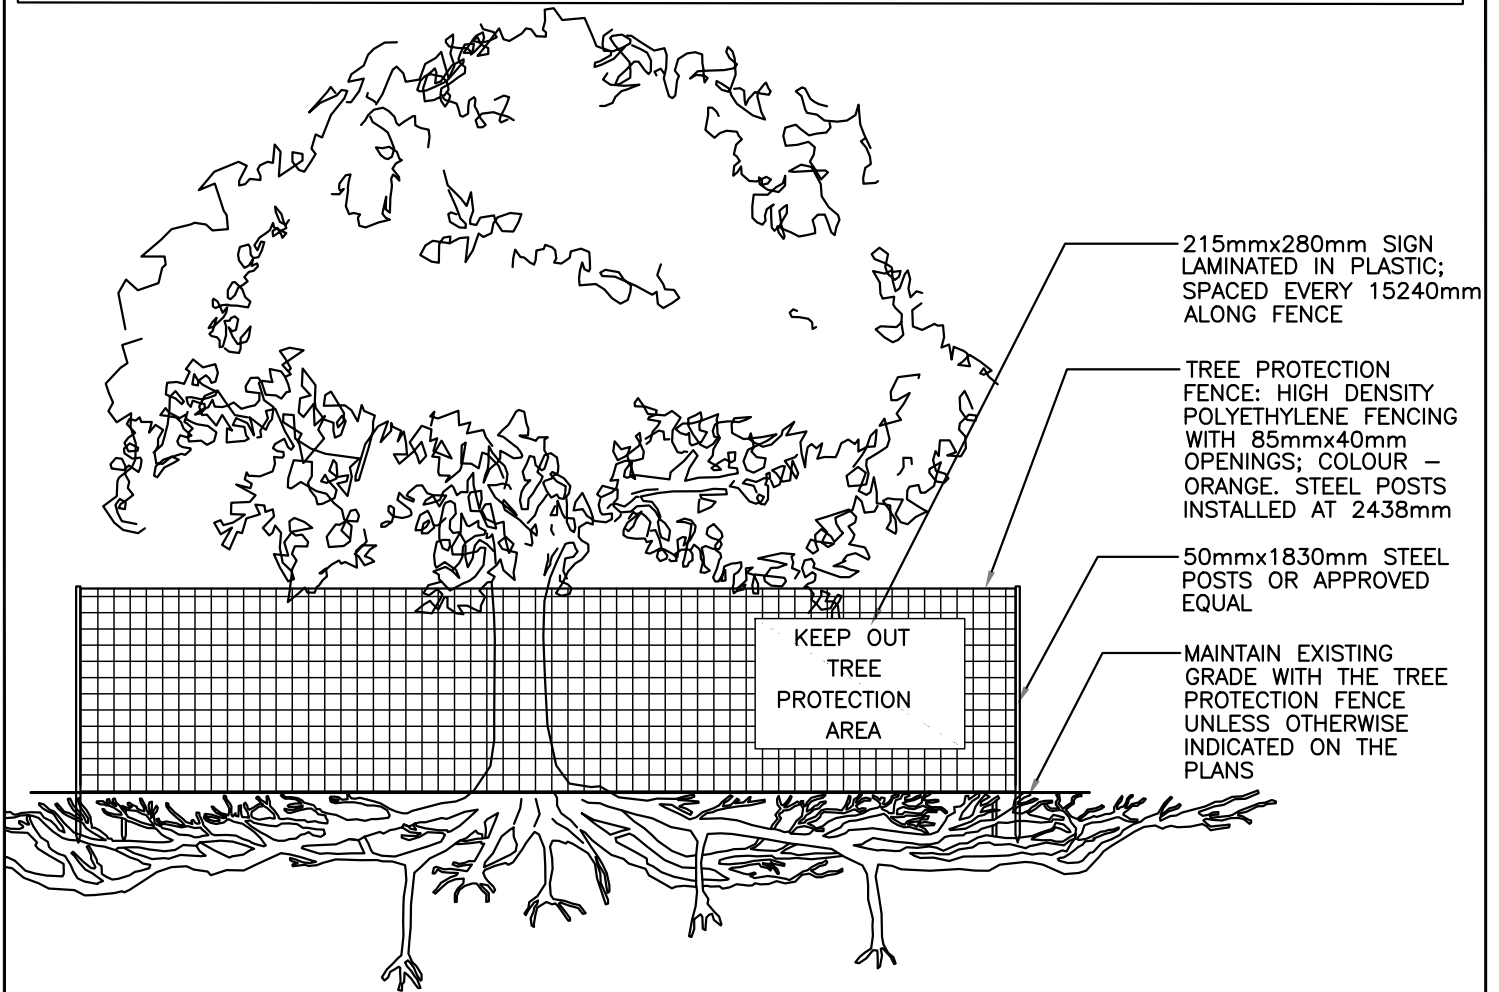 215mmx280mm SIGN
LAMINATED IN PLASTIC;
SPACED EVERY 15240mm
ALONG FENCE
TREE PROTECTION
FENCE: HIGH DENSITY
POLYETHYLENE FENCING
WITH 85mmx40mm
OPENINGS; COLOUR –
ORANGE. STEEL POSTS
INSTALLED AT 2438mm
50mmx1830mm STEEL
POSTS OR APPROVED
EQUAL
KEEP OUT
TREE
PROTECTION
AREA
MAINTAIN EXISTING
GRADE WITH THE TREE
PROTECTION FENCE
UNLESS OTHERWISE
INDICATED ON THE
PLANS